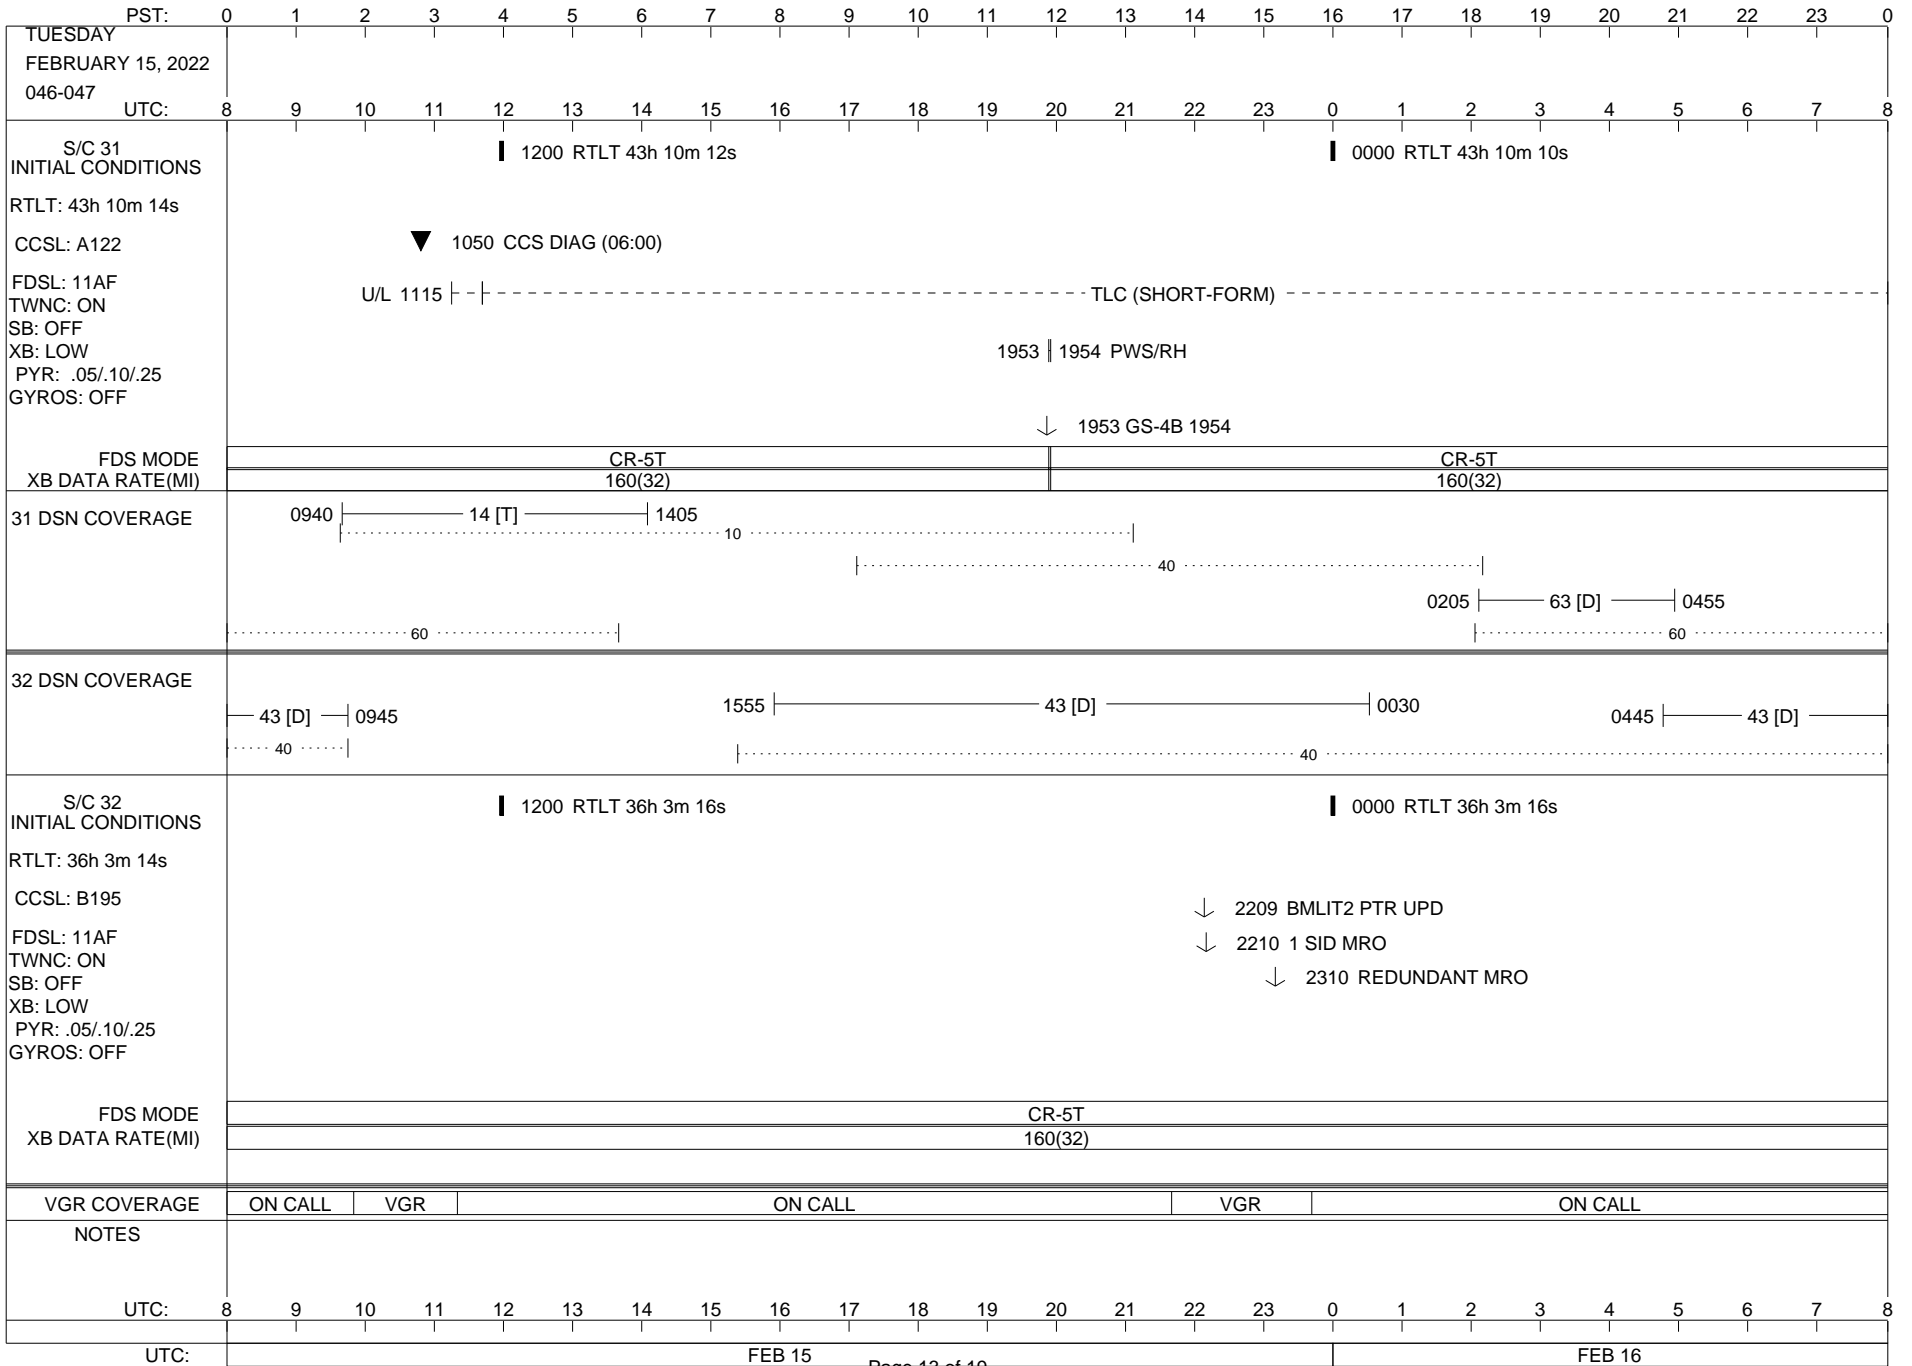 PST: 0 1 2 3 4 5 6 7 8 9 10 11 12 13 14 15 16 17 18 19 20 21 22 23 0
TUESDAY
FEBRUARY 15, 2022
046-047
UTC: 8 9 10 11 12 13 14 15 16 17 18 19 20 21 22 23 0 1 2 3 4 5 6 7 8
S/C 31
INITIAL CONDITIONS
1200 RTLT 43h 10m 12s 0000 RTLT 43h 10m 10s
RTLT: 43h 10m 14s
CCSL: A122
1050 CCS DIAG (06:00)
FDSL: 11AF
U/L 1115 TLC (SHORT-FORM)
TWNC: ON
SB: OFF
XB: LOW
1953 1954 PWS/RH
PYR: .05/.10/.25
GYROS: OFF
1953 GS-4B 1954
FDS MODE CR-5T CR-5T
XB DATA RATE(MI) 160(32) 160(32)
31 DSN COVERAGE
0940 14 [T] 1405
10
40
0205 63 [D] 0455
60 60
32 DSN COVERAGE
1555 43 [D] 0030
43 [D] 0945 0445 43 [D]
40 40
S/C 32
INITIAL CONDITIONS
1200 RTLT 36h 3m 16s 0000 RTLT 36h 3m 16s
RTLT: 36h 3m 14s
CCSL: B195
2209 BMLIT2 PTR UPD
FDSL: 11AF
2210 1 SID MRO
TWNC: ON
SB: OFF
2310 REDUNDANT MRO
XB: LOW
PYR: .05/.10/.25
GYROS: OFF
FDS MODE CR-5T
XB DATA RATE(MI) 160(32)
VGR COVERAGE ON CALL VGR ON CALL VGR ON CALL
NOTES
UTC: 8 9 10 11 12 13 14 15 16 17 18 19 20 21 22 23 0 1 2 3 4 5 6 7 8
UTC: FEB 15 FEB 16